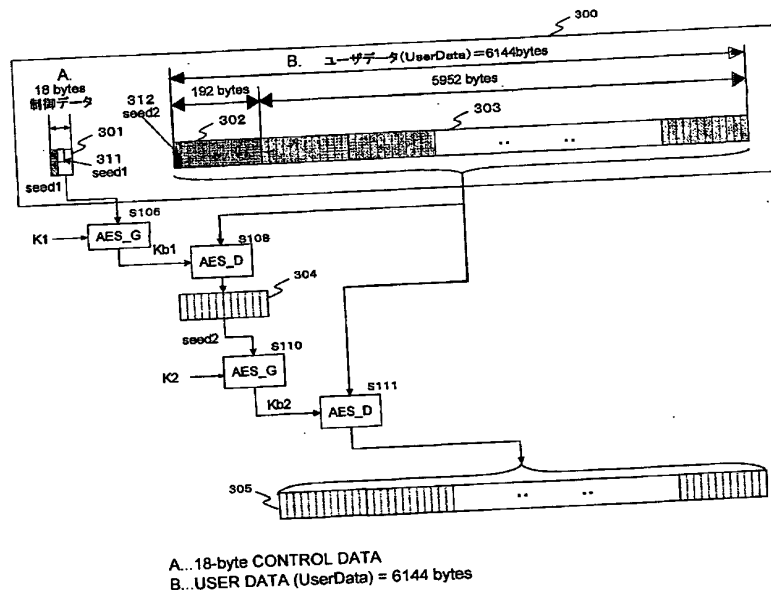 300
A.
18 bytes
制御データ
B. ユーザデータ(UserData)=6144bytes
192 bytes
5952 bytes
312
seed2
302
303
301
311
seed1
seed1
S106
K1
AES_G
Kb1
S108
AES_D
304
seed2
S110
K2
AES_G
Kb2
S111
AES_D
305
A...18-byte CONTROL DATA
B...USER DATA (UserData) = 6144 bytes